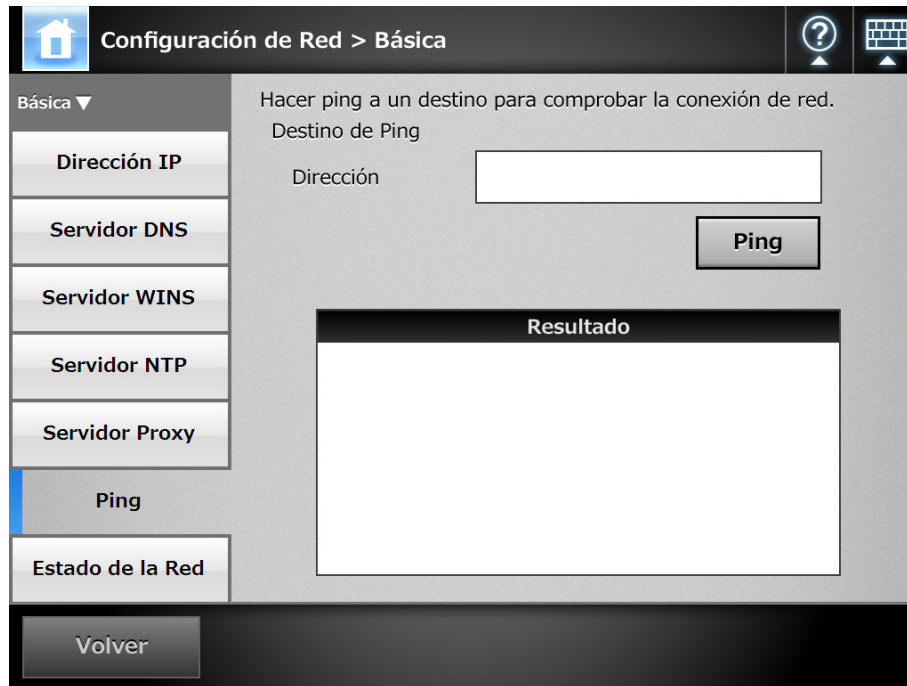 Configuración de Red > Básica
?
Básica ▼
Dirección IP
Servidor DNS
Servidor WINS
Servidor NTP
Servidor Proxy
Ping
Estado de la Red
Hacer ping a un destino para comprobar la conexión de red.
Destino de Ping
Dirección
Ping
Resultado
Volver